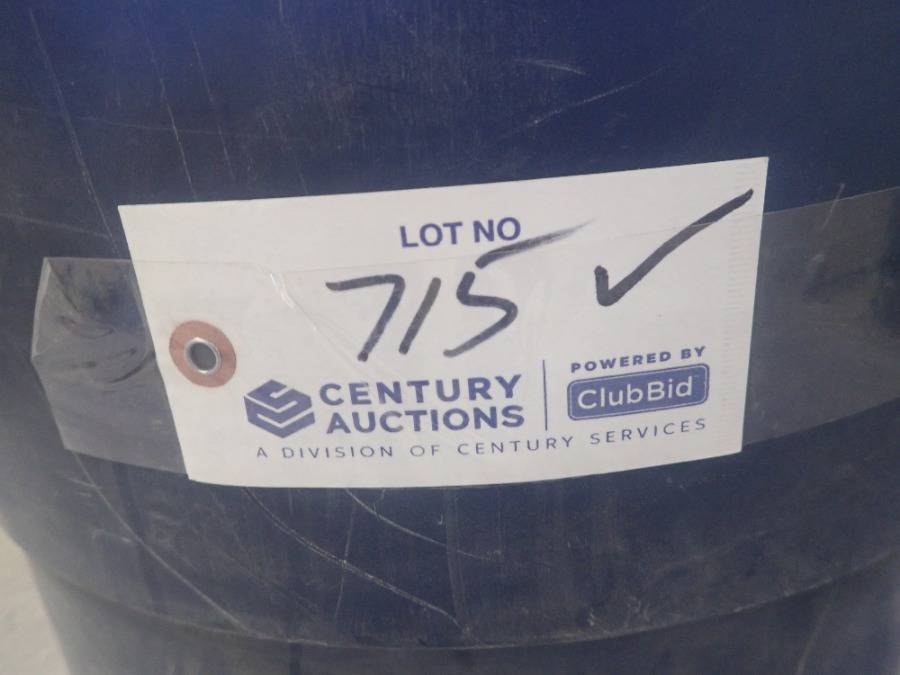 LOT NO
715 ✓
CENTURY AUCTIONS
POWERED BY
ClubBid
A DIVISION OF CENTURY SERVICES